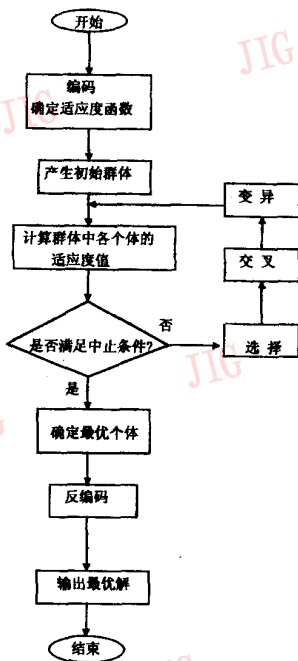 开始
编码
确定适应度函数
产生初始群体
变异
计算群体中各个体的
适应度值
交叉
是否满足中止条件?
否
选择
是
确定最优个体
反编码
输出最优解
结束
JIG
JIG
JIG